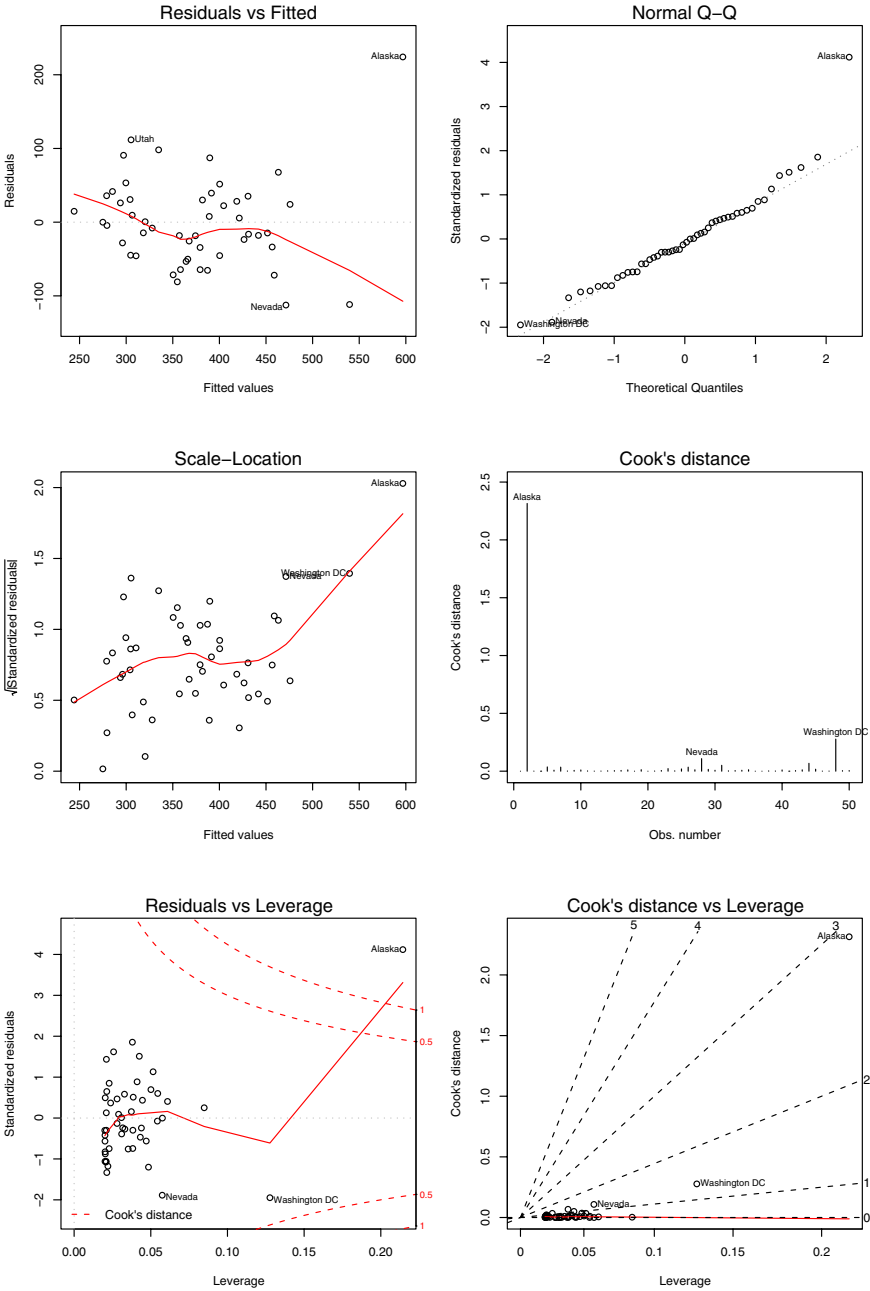 Residuals vs Fitted
Alaska
Utah
Nevada
Residuals
−100 0 100 200
250 300 350 400 450 500 550 600
Fitted values
Normal Q−Q
Alaska
Nevada
Washington DC
Standardized residuals
−2 −1 0 1 2 3 4
−2 −1 0 1 2
Theoretical Quantiles
Scale−Location
Alaska
Washington DC
Nevada
√|Standardized residuals|
0.0 0.5 1.0 1.5 2.0
250 300 350 400 450 500 550 600
Fitted values
Cook's distance
Alaska
Nevada
Washington DC
Cook's distance
0.0 0.5 1.0 1.5 2.0 2.5
0 10 20 30 40 50
Obs. number
Residuals vs Leverage
Alaska
1
0.5
Nevada
Washington DC
0.5
1
Cook's distance
Standardized residuals
−2 −1 0 1 2 3 4
0.00 0.05 0.10 0.15 0.20
Leverage
Cook's distance vs Leverage
5 4 3
Alaska
2
Washington DC
1
Nevada
0
Cook's distance
0.0 0.5 1.0 1.5 2.0
0 0.05 0.1 0.15 0.2
Leverage